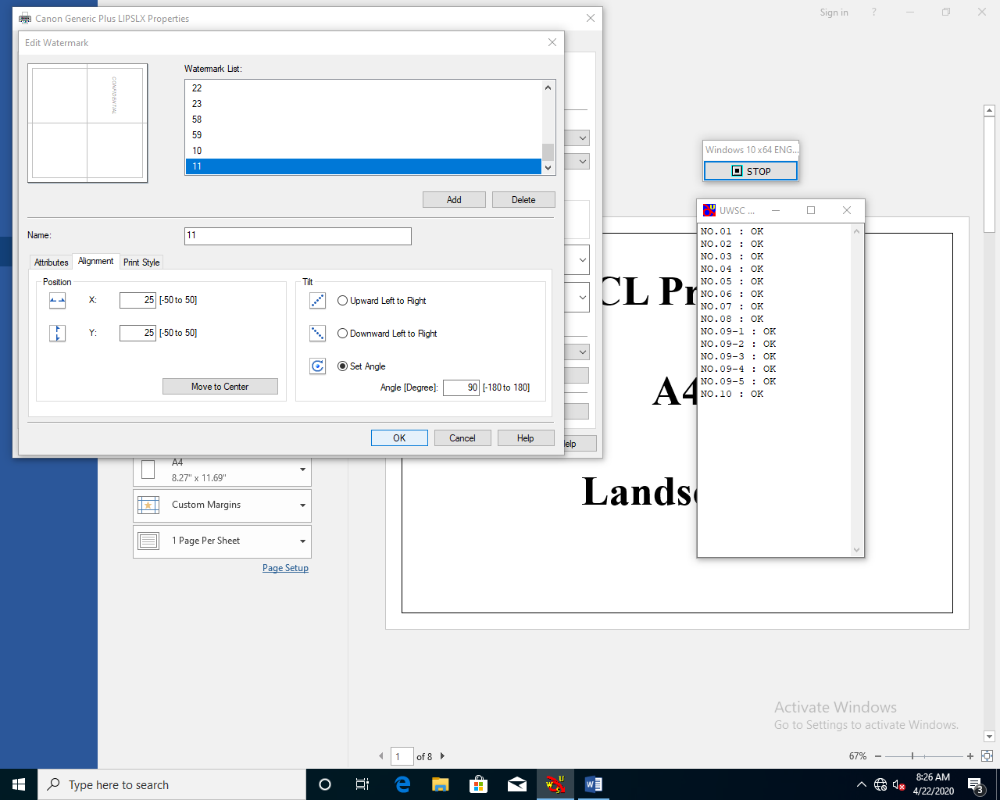 Canon Generic Plus LIPSLX Properties
Sign in
?
Edit Watermark
CONFIDENTIAL
Watermark List:
22
23
58
59
10
11
Add
Delete
Name:
11
Attributes
Alignment
Print Style
Position
X:
25
[-50 to 50]
Y:
25
[-50 to 50]
Move to Center
Tilt
Upward Left to Right
Downward Left to Right
Set Angle
Angle [Degree]:
90
[-180 to 180]
OK
Cancel
Help
elp
Windows 10 x64 ENG...
STOP
UWSC ...
NO.01 : OK
NO.02 : OK
NO.03 : OK
NO.04 : OK
NO.05 : OK
NO.06 : OK
NO.07 : OK
NO.08 : OK
NO.09-1 : OK
NO.09-2 : OK
NO.09-3 : OK
NO.09-4 : OK
NO.09-5 : OK
NO.10 : OK
CL Pr
A4
Lands
A4
8.27" x 11.69"
Custom Margins
1 Page Per Sheet
Page Setup
Activate Windows
Go to Settings to activate Windows.
1 of 8
67%
Type here to search
8:26 AM
4/22/2020
3